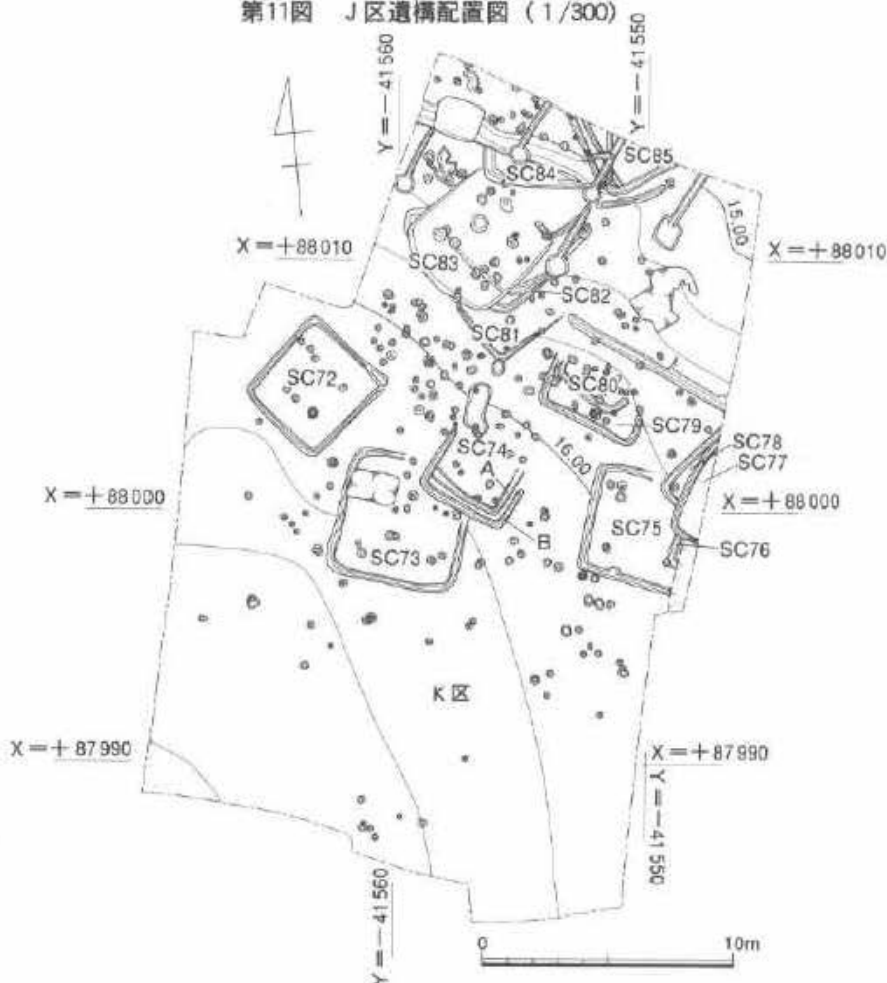 第11図 J区遺構配置図 (1/300)
Y=-41560
Y=-41550
SC85
SC84
15.00
X=+88010
X=+88010
SC83
SC82
SC81
SC72
SC80
SC79
SC78
SC74
SC77
A
16.00
X=+88000
X=+88000
SC75
B
SC73
SC76
K区
X=+87990
X=+87990
Y=-41550
Y=-41560
0 10m